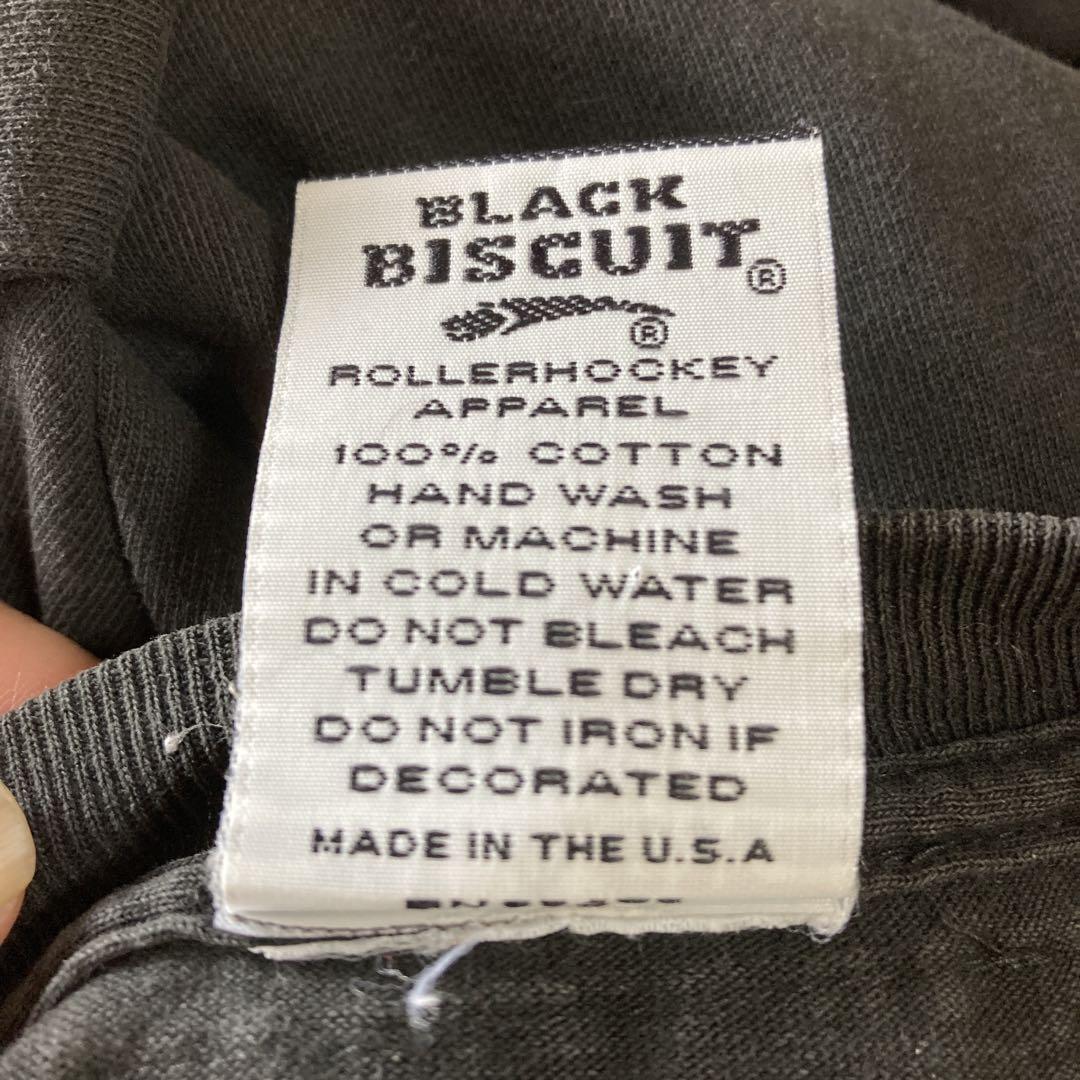 BLACK
BISCUIT®
®
ROLLERHOCKEY
APPAREL
100% COTTON
HAND WASH
OR MACHINE
IN COLD WATER
DO NOT BLEACH
TUMBLE DRY
DO NOT IRON IF
DECORATED
MADE IN THE U.S.A